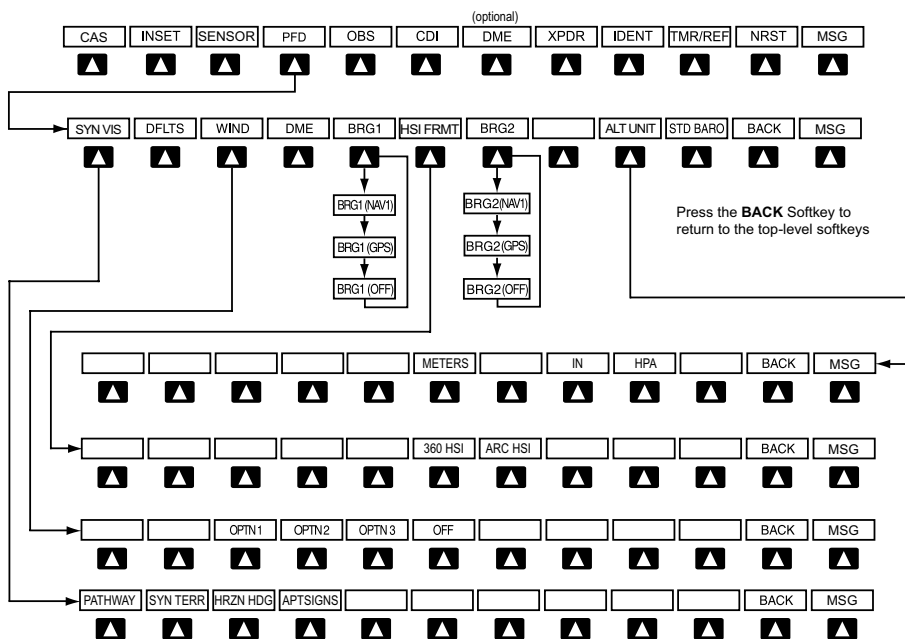 (optional)
CAS INSET SENSOR PFD OBS CDI DME XPDR IDENT TMR/REF NRST MSG
SYN VIS DFLTS WIND DME BRG1 HSI FRMT BRG2 ALT UNIT STD BARO BACK MSG
BRG1 (NAV1) BRG2 (NAV1)
BRG1 (GPS) BRG2 (GPS)
BRG1 (OFF) BRG2 (OFF)
Press the BACK Softkey to
return to the top-level softkeys
METERS IN HPA BACK MSG
360 HSI ARC HSI BACK MSG
OPTN 1 OPTN 2 OPTN 3 OFF BACK MSG
PATHWAY SYN TERR HRZN HDG APTSIGNS BACK MSG